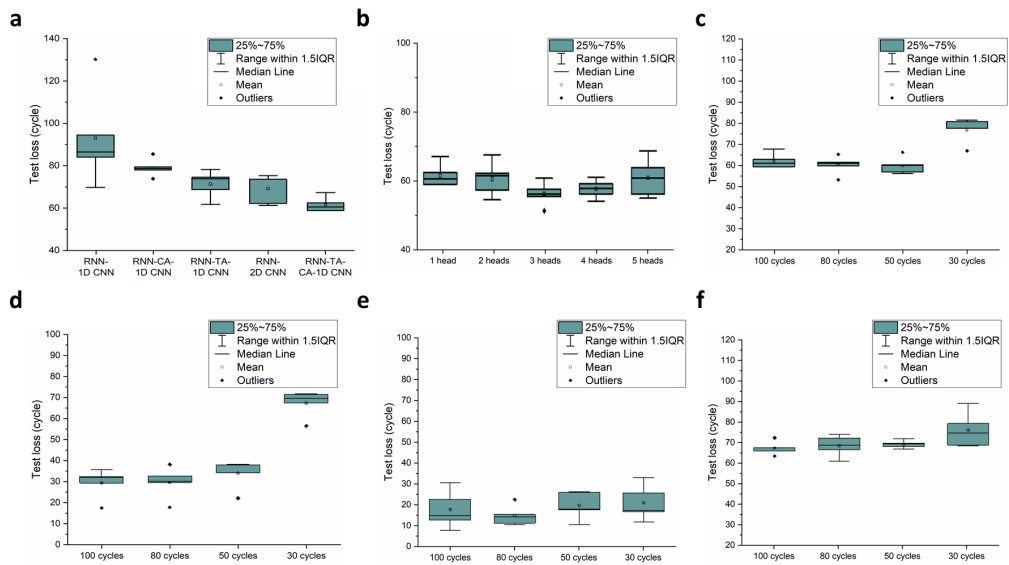 a
Test loss (cycle)
140
120
100
80
60
40
25%~75%
Range within 1.5IQR
Median Line
Mean
Outliers
RNN-
1D CNN
RNN-CA-
1D CNN
RNN-TA-
1D CNN
RNN-
2D CNN
RNN-TA-
CA-1D CNN
b
Test loss (cycle)
100
80
60
40
25%~75%
Range within 1.5IQR
Median Line
Mean
Outliers
1 heads
2 heads
3 heads
4 heads
5 heads
c
Test loss (cycle)
120
110
100
90
80
70
60
50
40
30
20
25%~75%
Range within 1.5IQR
Median Line
Mean
Outliers
100 cycles
80 cycles
50 cycles
30 cycles
d
Test loss (cycle)
100
90
80
70
60
50
40
30
20
10
0
25%~75%
Range within 1.5IQR
Median Line
Mean
Outliers
100 cycles
80 cycles
50 cycles
30 cycles
e
Test loss (cycle)
100
90
80
70
60
50
40
30
20
10
0
25%~75%
Range within 1.5IQR
Median Line
Mean
Outliers
100 cycles
80 cycles
50 cycles
30 cycles
f
Test loss (cycle)
120
110
100
90
80
70
60
50
40
30
20
25%~75%
Range within 1.5IQR
Median Line
Mean
Outliers
100 cycles
80 cycles
50 cycles
30 cycles